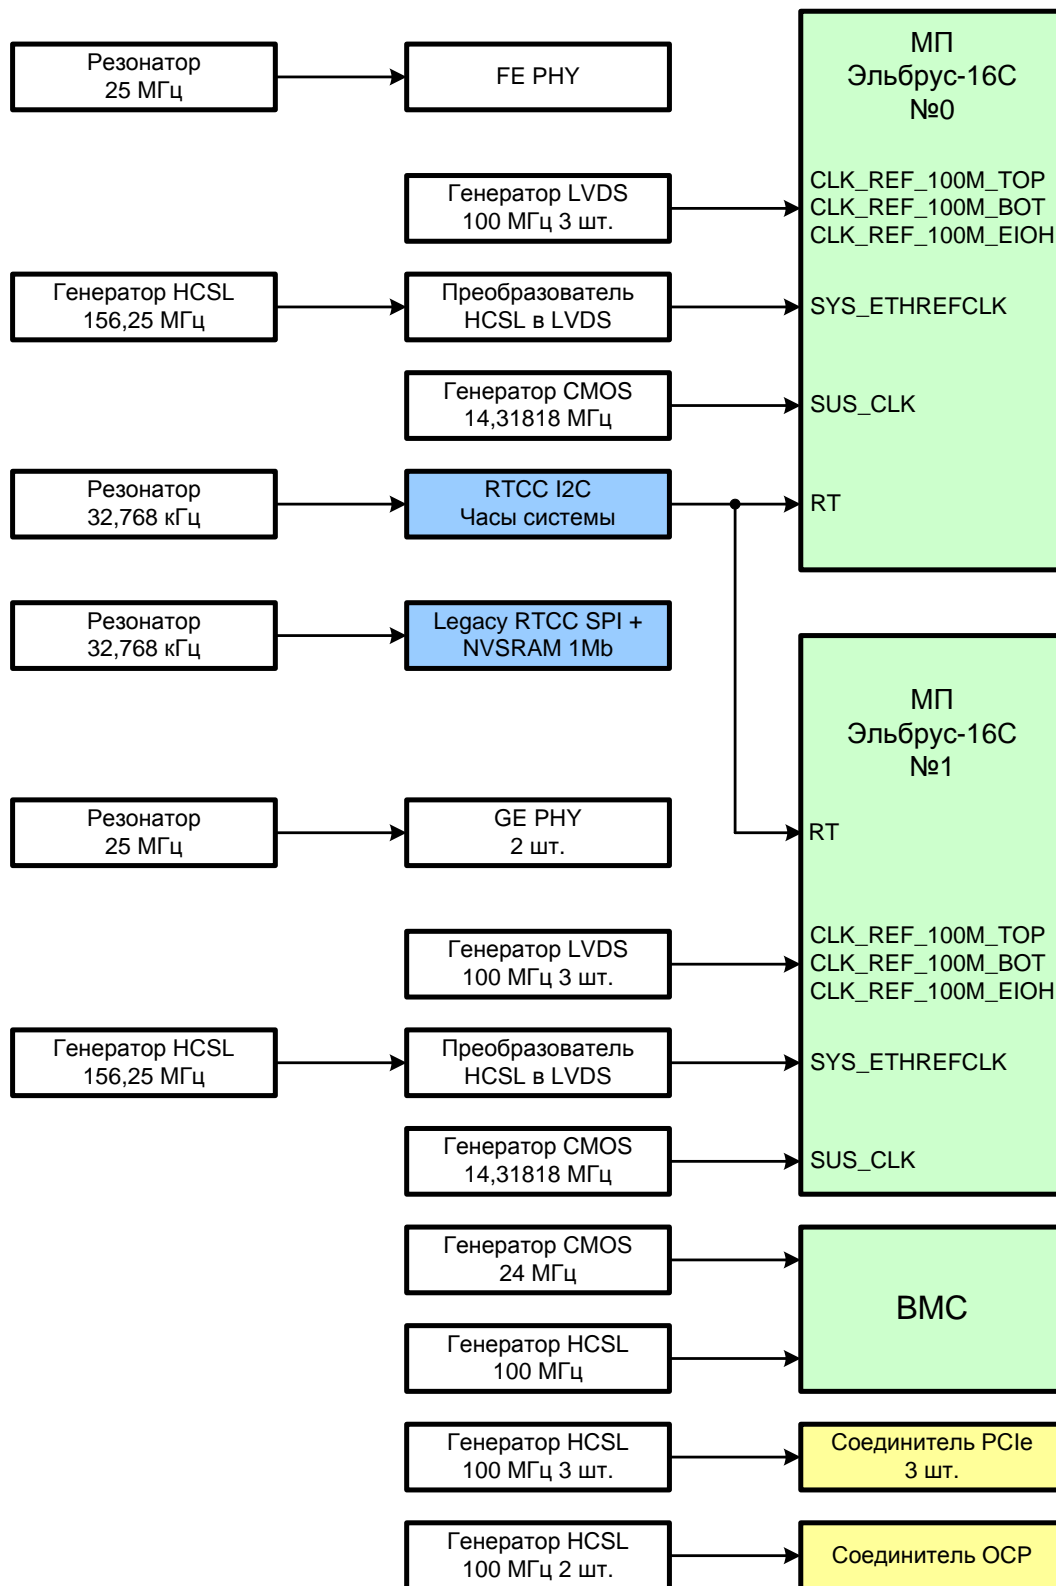 МП
Эльбрус-16С
№0
Резонатор
25 МГц
FE PHY
Генератор LVDS
100 МГц 3 шт.
CLK_REF_100M_TOP
CLK_REF_100M_BOT
CLK_REF_100M_EIOH
Генератор HCSL
156,25 МГц
Преобразователь
HCSL в LVDS
SYS_ETHREFCLK
Генератор CMOS
14,31818 МГц
SUS_CLK
Резонатор
32,768 кГц
RTCC I2C
Часы системы
RT
Резонатор
32,768 кГц
Legacy RTCC SPI +
NVSRAM 1Mb
МП
Эльбрус-16С
№1
Резонатор
25 МГц
GE PHY
2 шт.
RT
Генератор LVDS
100 МГц 3 шт.
CLK_REF_100M_TOP
CLK_REF_100M_BOT
CLK_REF_100M_EIOH
Генератор HCSL
156,25 МГц
Преобразователь
HCSL в LVDS
SYS_ETHREFCLK
Генератор CMOS
14,31818 МГц
SUS_CLK
Генератор CMOS
24 МГц
BMC
Генератор HCSL
100 МГц
Генератор HCSL
100 МГц 3 шт.
Соединитель PCIe
3 шт.
Генератор HCSL
100 МГц 2 шт.
Соединитель OCP